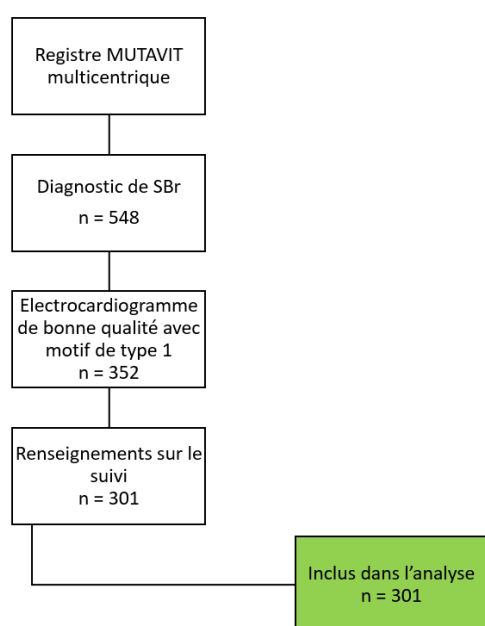 Registre MUTAVIT
multicentrique
Diagnostic de SBr
n = 548
Electrocardiogramme
de bonne qualité avec
motif de type 1
n = 352
Renseignements sur le
suivi
n = 301
Inclus dans l'analyse
n = 301